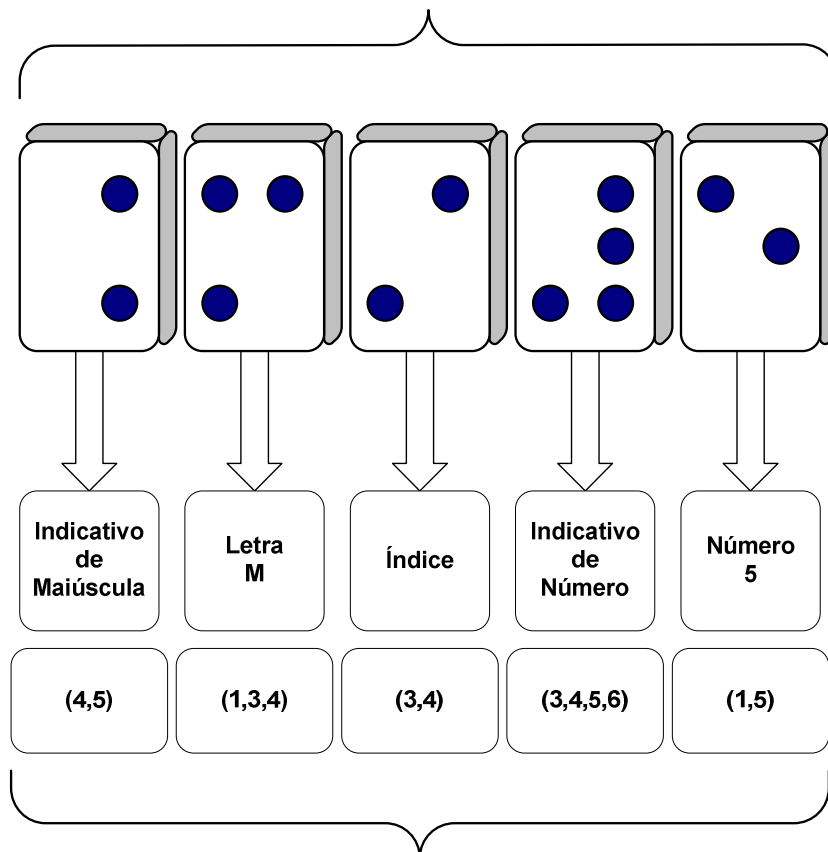 Indicativo
de
Maiúscula
Letra
M
Índice
Indicativo
de
Número
Número
5
(4,5)
(1,3,4)
(3,4)
(3,4,5,6)
(1,5)